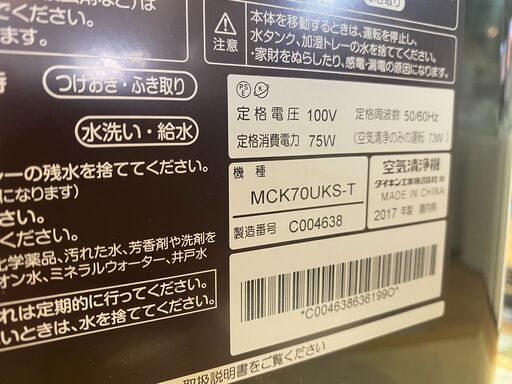 ふき取り
注意
本体を移動するときは、運転を停止し、
水タンク、加湿トレーの水を捨ててください。
・家財をぬらしたり、感電・漏電の原因になります。
つけおき・ふき取り
水洗い・給水
レーの残水を捨ててください。
になります)
化学薬品、汚れた水、芳香剤や洗剤を
オン水、ミネラルウォーター、井戸水
れは定期的に行ってください。
いときは、水を捨ててください。
取扱説明書をご覧ください。
PS
E
K
定格電圧 100V 定格周波数 50/60Hz
定格消費電力 75W (空気清浄のみの運転 73W)
機種
MCK70UKS-T
製造番号 C004638
空気清浄機
ダイキン工業株式会社(家)
MADE IN CHINA
2017 年製 屋内用
*C004638636199O*